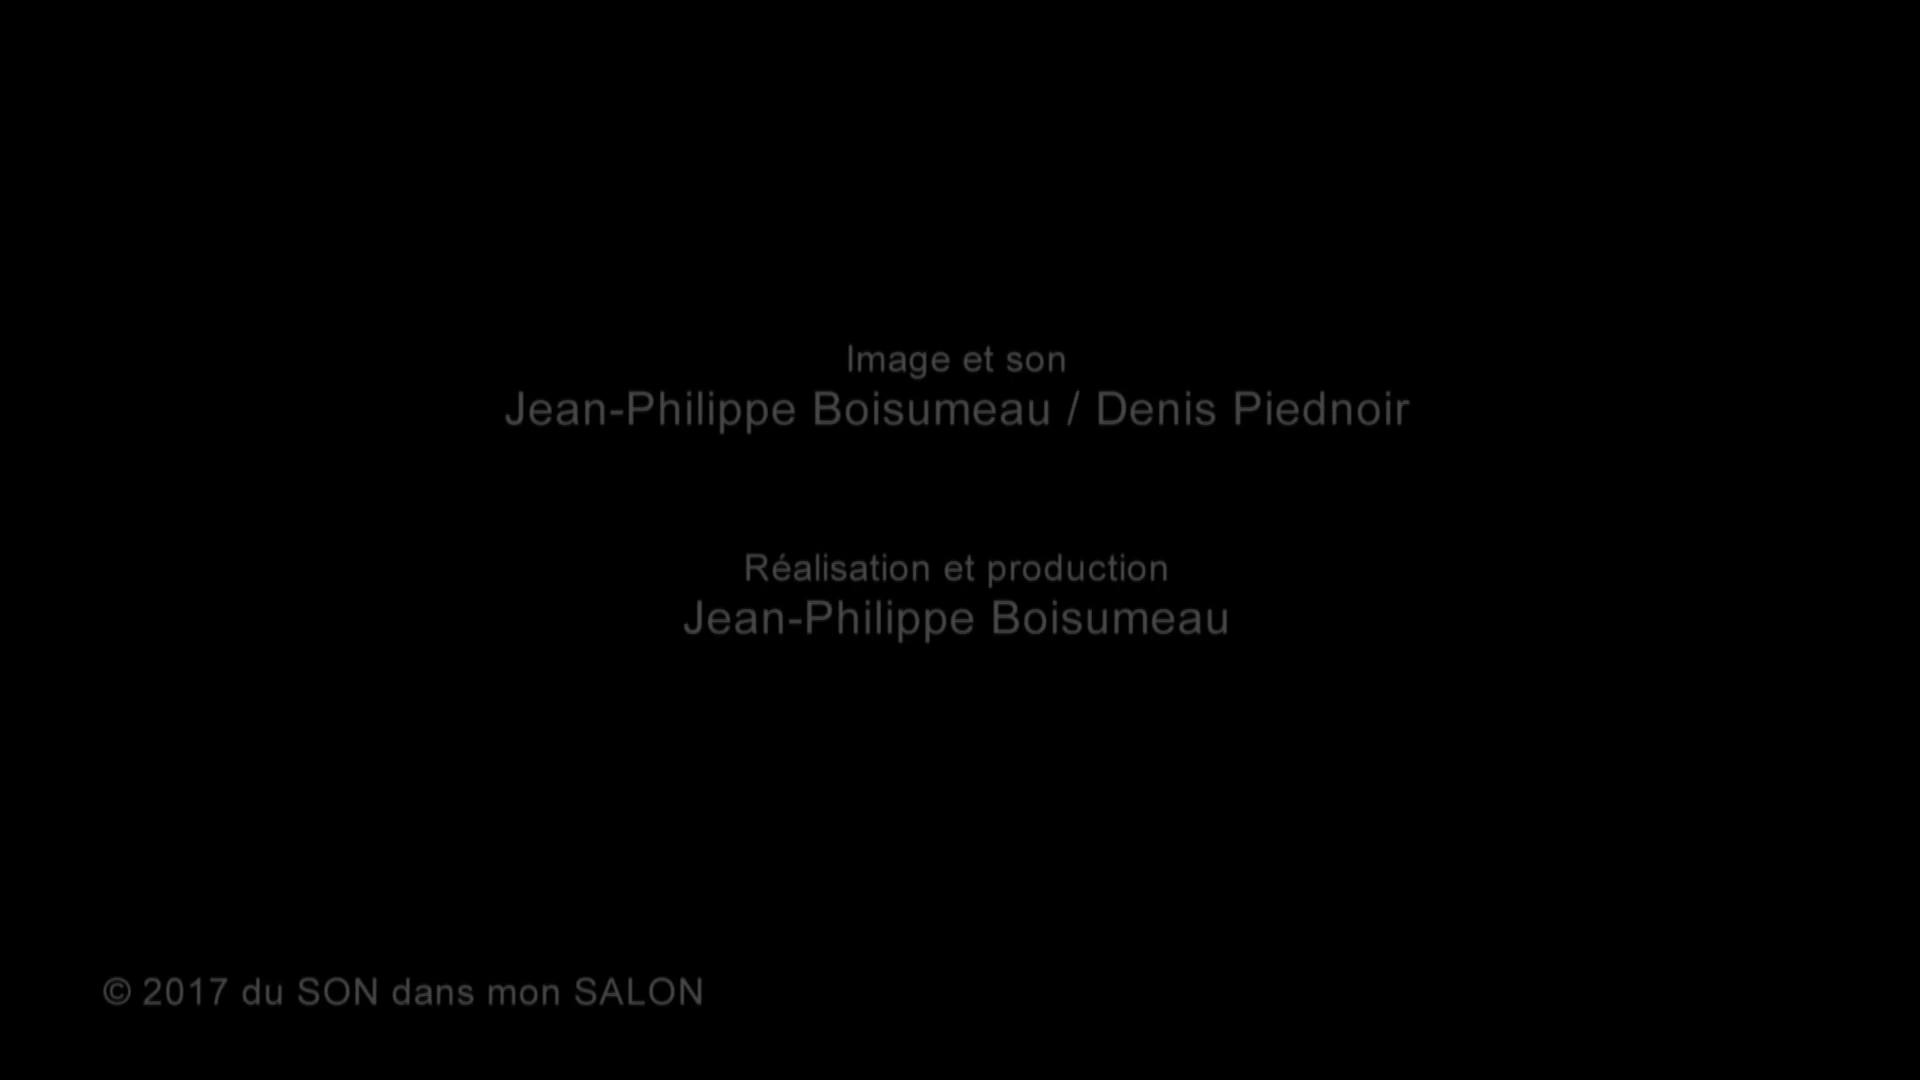 Image et son
Jean-Philippe Boisumeau / Denis Piednoir
Réalisation et production
Jean-Philippe Boisumeau
© 2017 du SON dans mon SALON